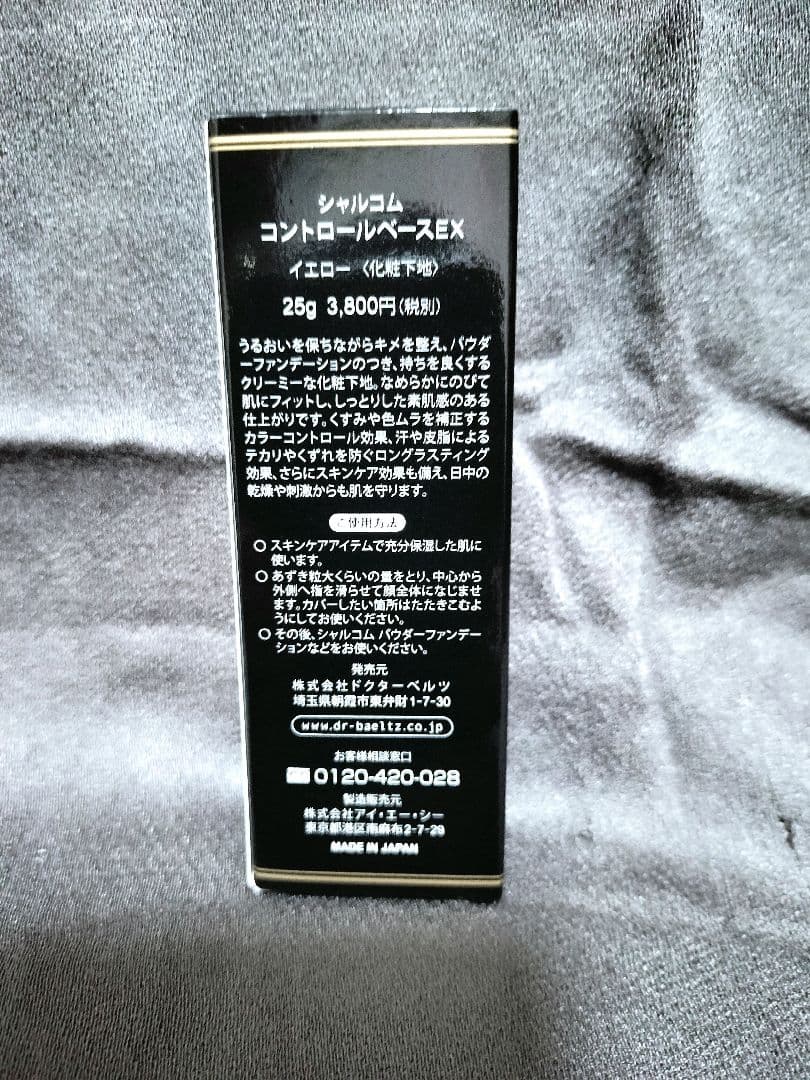 シャルコム
コントロールベースEX
イエロー〈化粧下地〉
25g 3,800円(税別)
うるおいを保ちながらキメを整え、パウダ
ーファンデーションのつき、持ちを良くする
クリーミーな化粧下地。なめらかにのびて
肌にフィットし、しっとりした素肌感のある
仕上がりです。くすみや色ムラを補正する
カラーコントロール効果、汗や皮脂による
テカリやくずれを防ぐロングラスティング
効果、さらにスキンケア効果も備え、日中の
乾燥や刺激からも肌を守ります。
ご使用方法
○ スキンケアアイテムで充分保湿した肌に
使います。
○ あずき粒大くらいの量をとり、中心から
外側へ指を滑らせて顔全体になじませ
ます。カバーしたい箇所はたたきこむよ
うにしてお使いください。
○ その後、シャルコム パウダーファンデー
ションなどをお使いください。
発売元
株式会社ドクターベルツ
埼玉県朝霞市東弁財1-7-30
www.dr-baeltz.co.jp
お客様相談窓口
0120-420-028
製造販売元
株式会社アイ・エー・シー
東京都港区南麻布2-7-29
MADE IN JAPAN